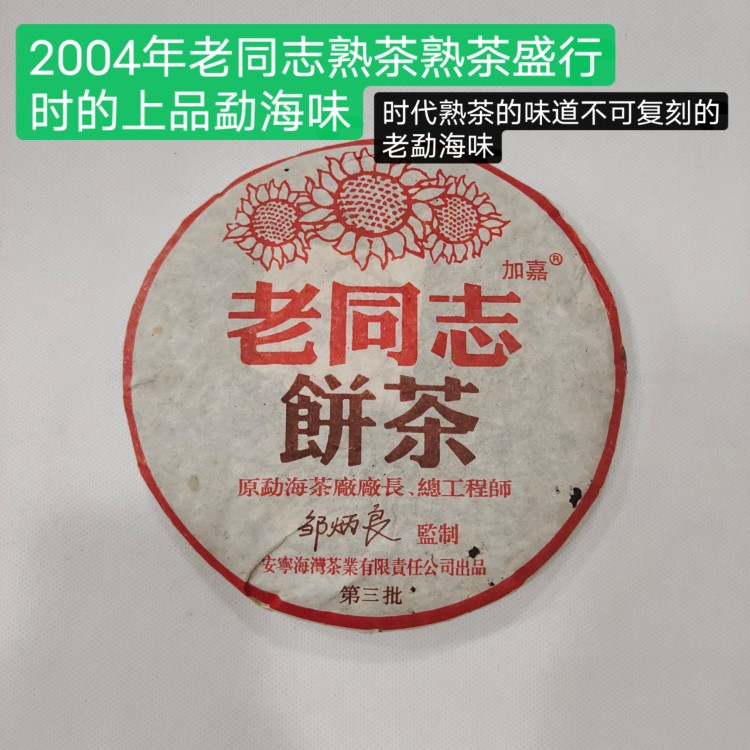 2004年老同志熟茶熟茶盛行
时的上品勐海味
时代熟茶的味道不可复刻的
老勐海味
加嘉®
老同志
餅茶
原勐海茶廠廠長、總工程師
邹炳良 監制
安寧海灣茶業有限責任公司出品
第三批